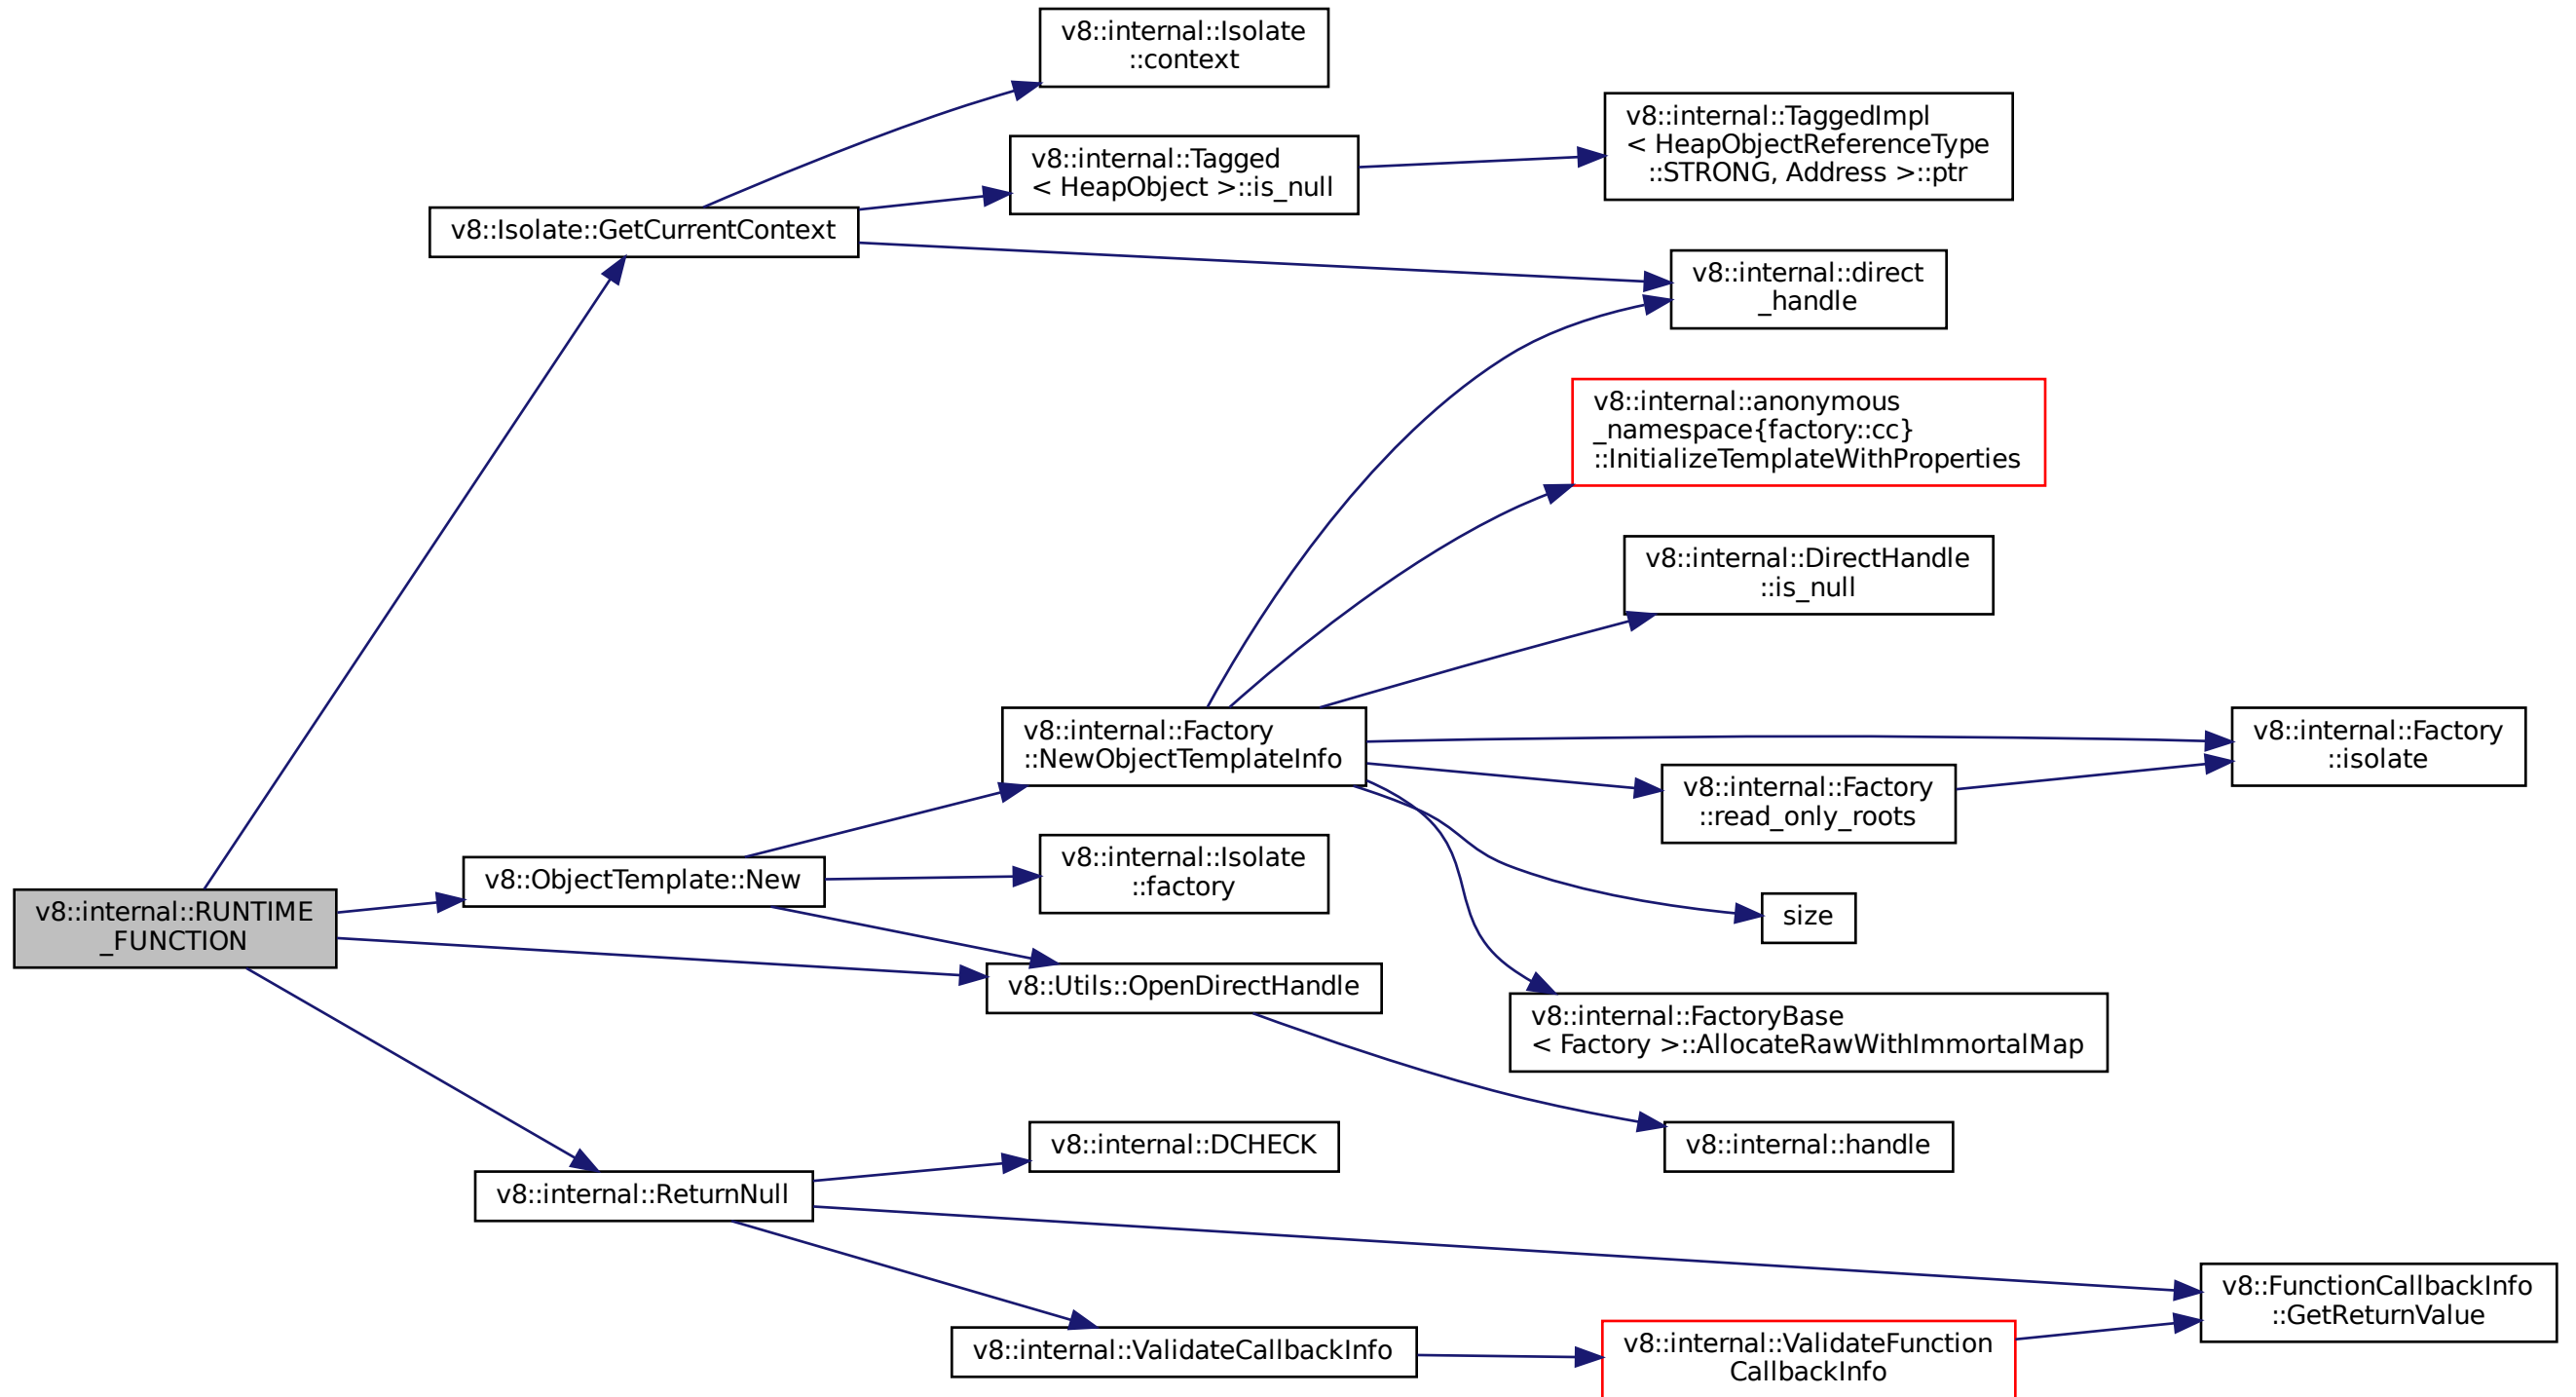 v8::internal::Isolate
::context
v8::internal::TaggedImpl
< HeapObjectReferenceType
::STRONG, Address >::ptr
v8::internal::Tagged
< HeapObject >::is_null
v8::Isolate::GetCurrentContext
v8::internal::direct
_handle
v8::internal::anonymous
_namespace{factory::cc}
::InitializeTemplateWithProperties
v8::internal::DirectHandle
::is_null
v8::internal::Factory
::NewObjectTemplateInfo
v8::internal::Factory
::isolate
v8::internal::Factory
::read_only_roots
v8::internal::Isolate
::factory
v8::ObjectTemplate::New
v8::internal::RUNTIME
_FUNCTION
size
v8::Utils::OpenDirectHandle
v8::internal::FactoryBase
< Factory >::AllocateRawWithImmortalMap
v8::internal::DCHECK
v8::internal::handle
v8::internal::ReturnNull
v8::FunctionCallbackInfo
::GetReturnValue
v8::internal::ValidateCallbackInfo
v8::internal::ValidateFunction
CallbackInfo